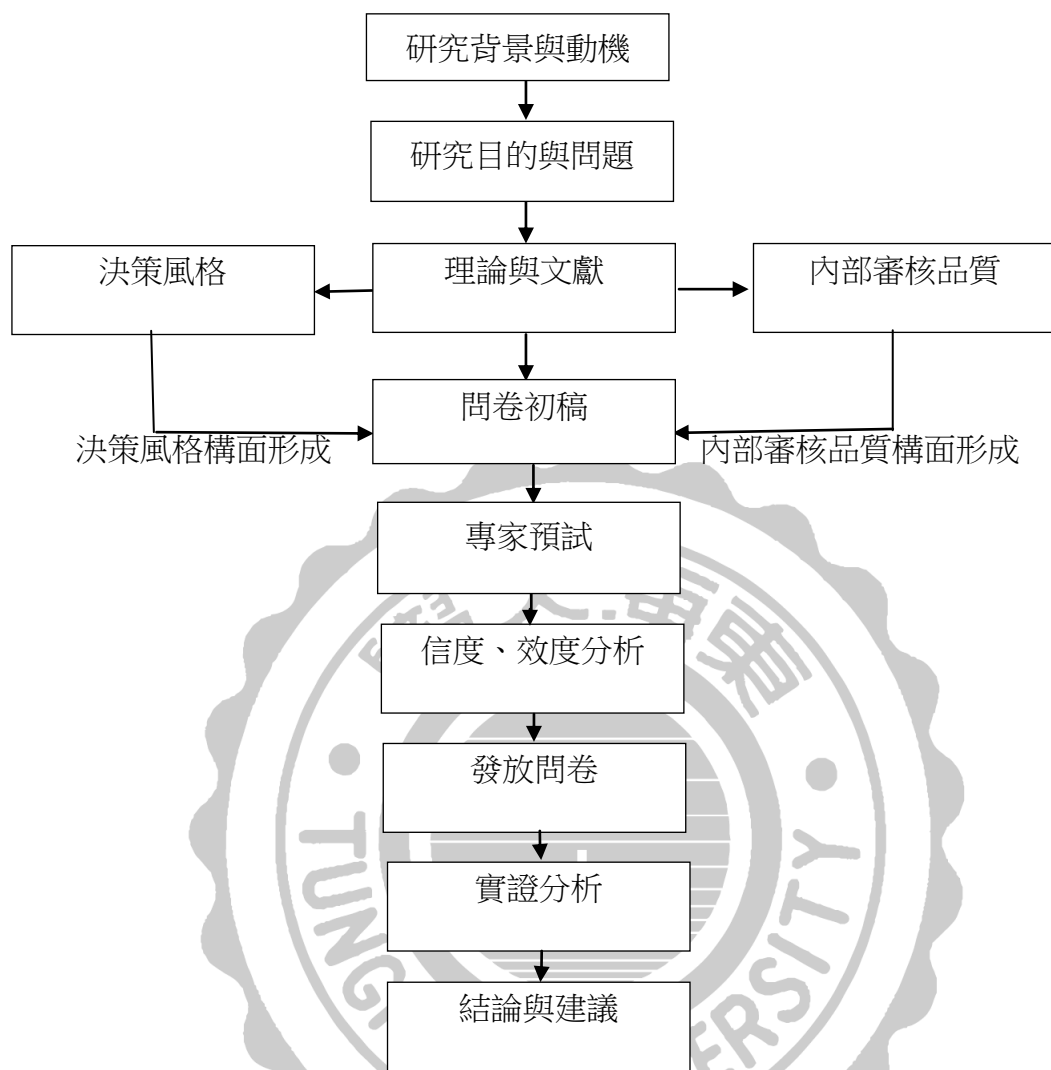 研究背景與動機
研究目的與問題
決策風格
理論與文獻
內部審核品質
問卷初稿
決策風格構面形成
內部審核品質構面形成
專家預試
信度、效度分析
發放問卷
實證分析
結論與建議